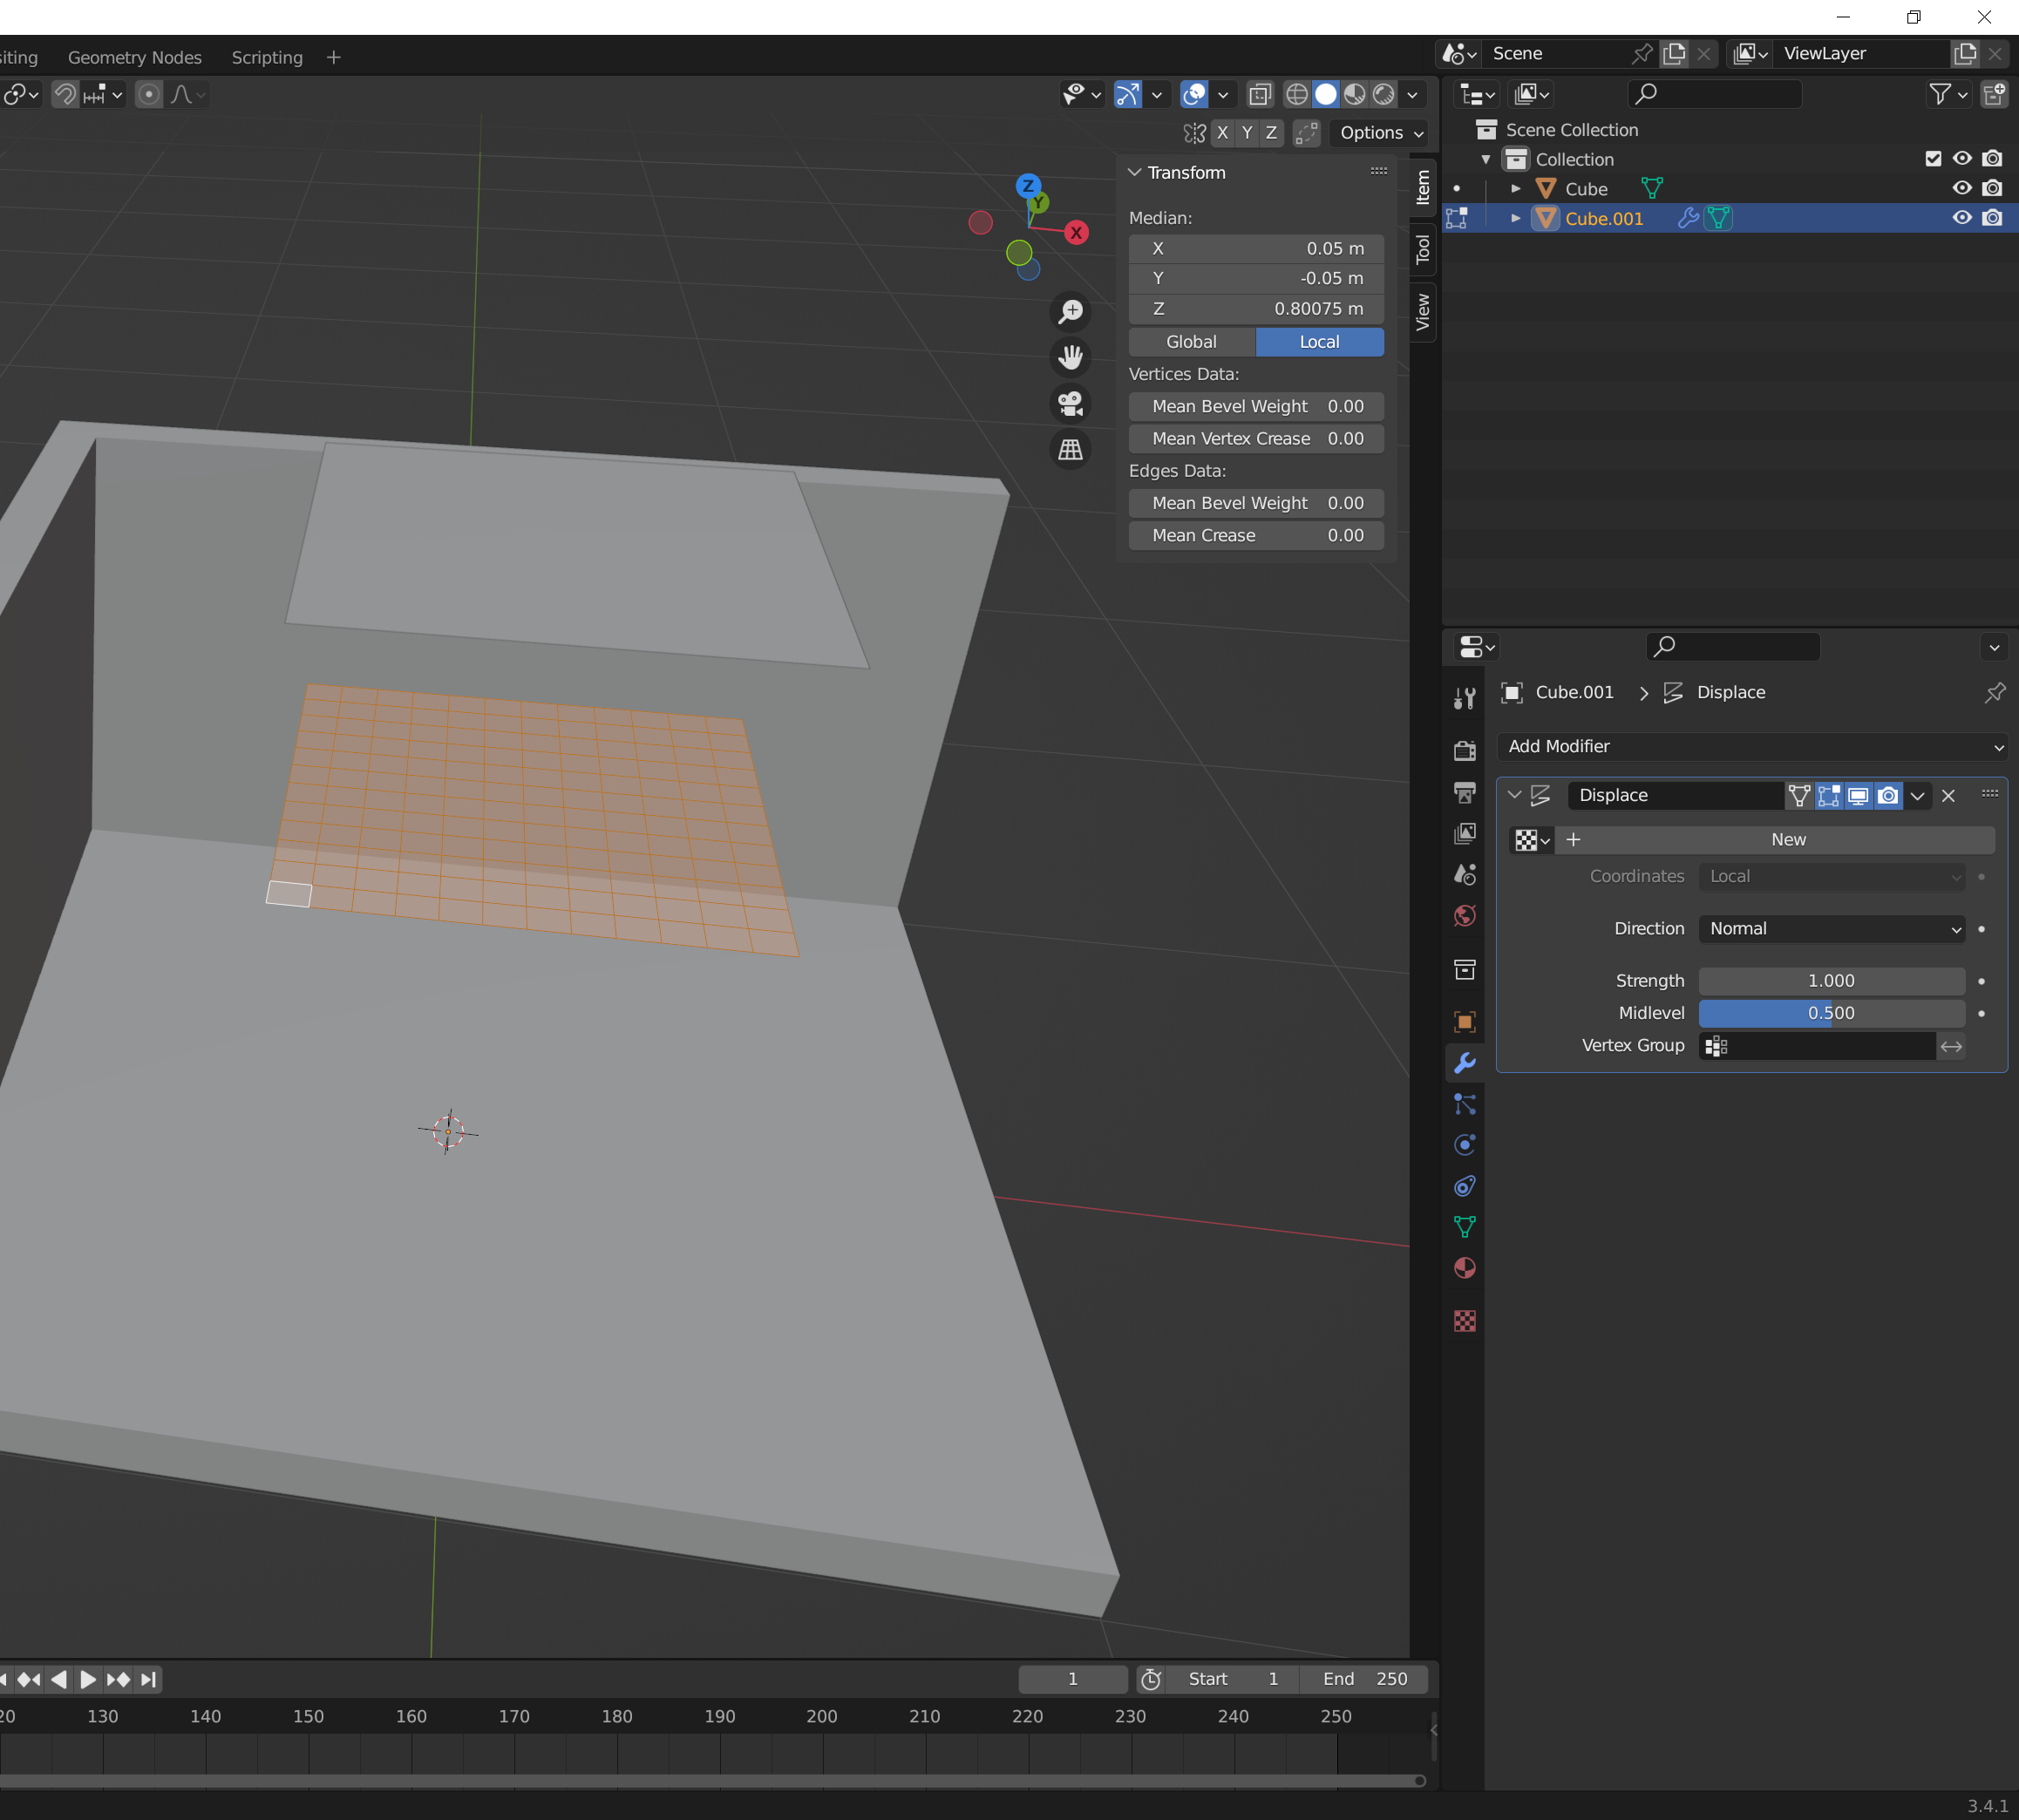 iting Geometry Nodes Scripting +
Scene
ViewLayer
X Y Z Options
Z
Y
X
Transform
Median:
X 0.05 m
Y -0.05 m
Z 0.80075 m
Global Local
Vertices Data:
Mean Bevel Weight 0.00
Mean Vertex Crease 0.00
Edges Data:
Mean Bevel Weight 0.00
Mean Crease 0.00
Item
Tool
View
Scene Collection
Collection
Cube
Cube.001
Cube.001 > Displace
Add Modifier
Displace
+ New
Coordinates Local
Direction Normal
Strength 1.000
Midlevel 0.500
Vertex Group
1 Start 1 End 250
20 130 140 150 160 170 180 190 200 210 220 230 240 250
3.4.1